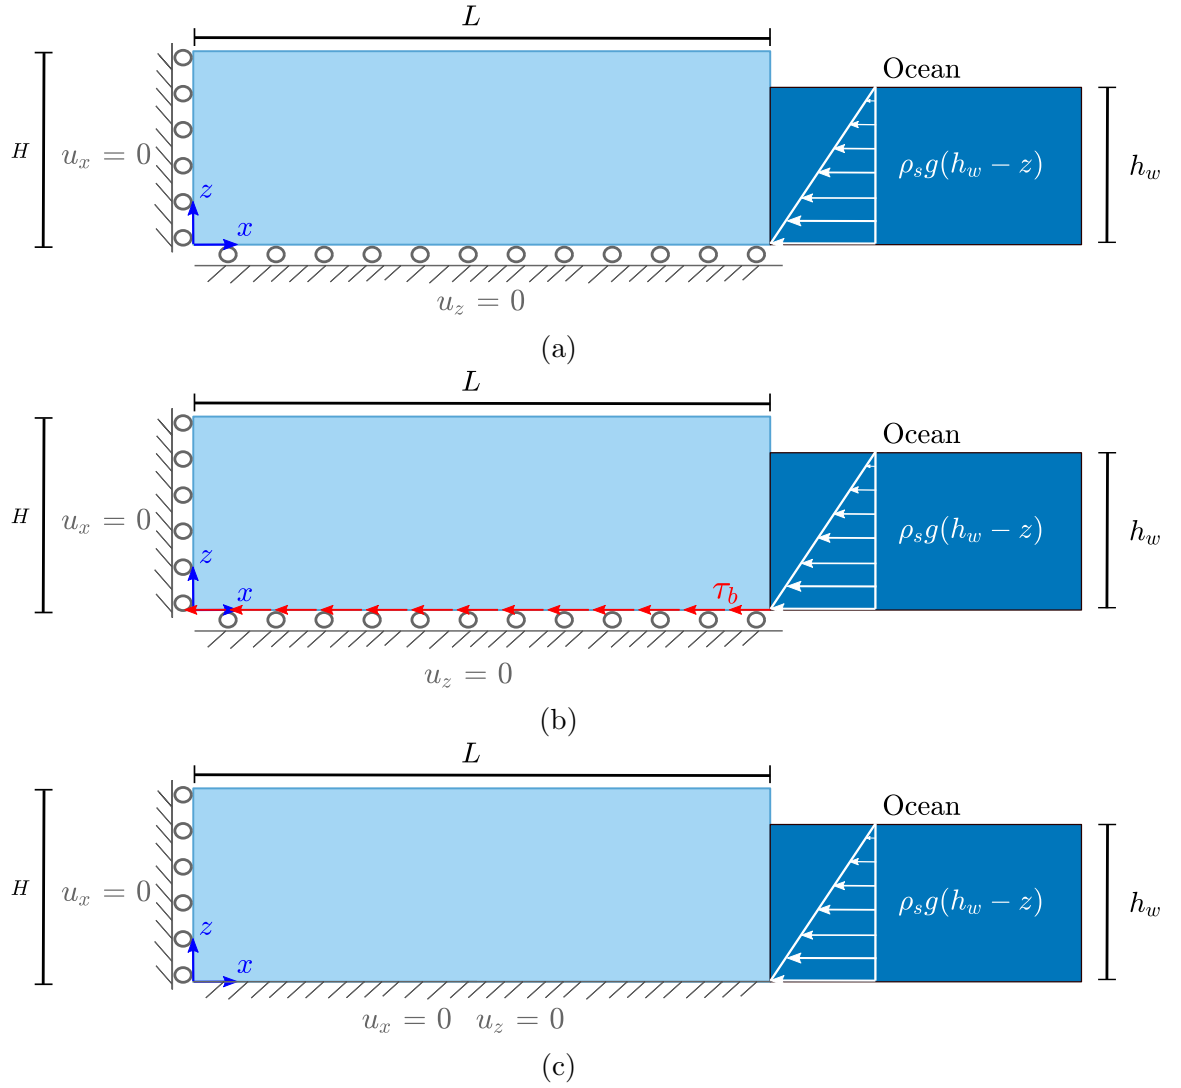 L
Ocean
H
u_x = 0
ρ_s g(h_w − z)
h_w
z
x
u_z = 0
(a)
L
Ocean
H
u_x = 0
ρ_s g(h_w − z)
h_w
z
x
τ_b
u_z = 0
(b)
L
Ocean
H
u_x = 0
ρ_s g(h_w − z)
h_w
z
x
u_x = 0 u_z = 0
(c)